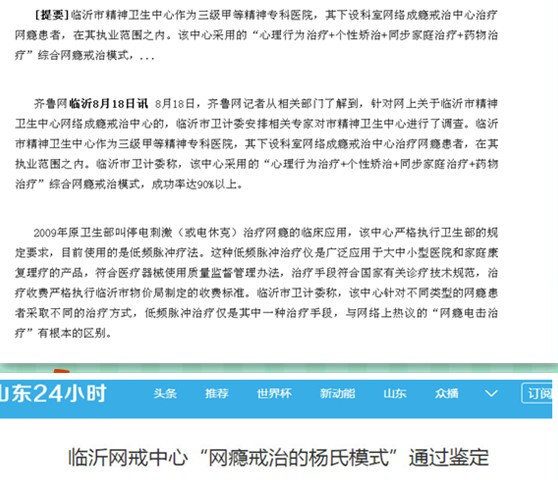 [提要]临沂市精神卫生中心作为三级甲等精神专科医院，其下设科室网络成瘾戒治中心治疗
网瘾患者，在其执业范围之内。该中心采用的“心理行为治疗+个性矫治+同步家庭治疗+药物
治疗”综合网瘾戒治模式，...
齐鲁网临沂8月18日讯 8月18日，齐鲁网记者从相关部门了解到，针对网上关于临沂市精神
卫生中心网络成瘾戒治中心的，临沂市卫计委安排相关专家对市精神卫生中心进行了调查。临沂
市精神卫生中心作为三级甲等精神专科医院，其下设科室网络成瘾戒治中心治疗网瘾患者，在其
执业范围之内。临沂市卫计委称，该中心采用的“心理行为治疗+个性矫治+同步家庭治疗+药物
治疗”综合网瘾戒治模式，成功率达90%以上。
2009年原卫生部叫停电刺激（或电休克）治疗网瘾的临床应用，该中心严格执行卫生部的规
定要求，目前使用的是低频脉冲疗法。这种低频脉冲治疗仪是广泛应用于大中小型医院和家庭康
复理疗的产品，符合医疗器械使用质量监督管理办法，治疗手段符合国家有关诊疗技术规范，治
疗收费严格执行临沂市物价局制定的收费标准。临沂市卫计委称，该中心针对不同类型的网瘾患
者采取不同的治疗方式，低频脉冲治疗仪是其中一种治疗手段，与网络上热议的“网瘾电击治
疗”有根本的区别。
山东24小时 头条 推荐 世界杯 新动能 山东 众播 订阅
临沂网戒中心“网瘾戒治的杨氏模式”通过鉴定